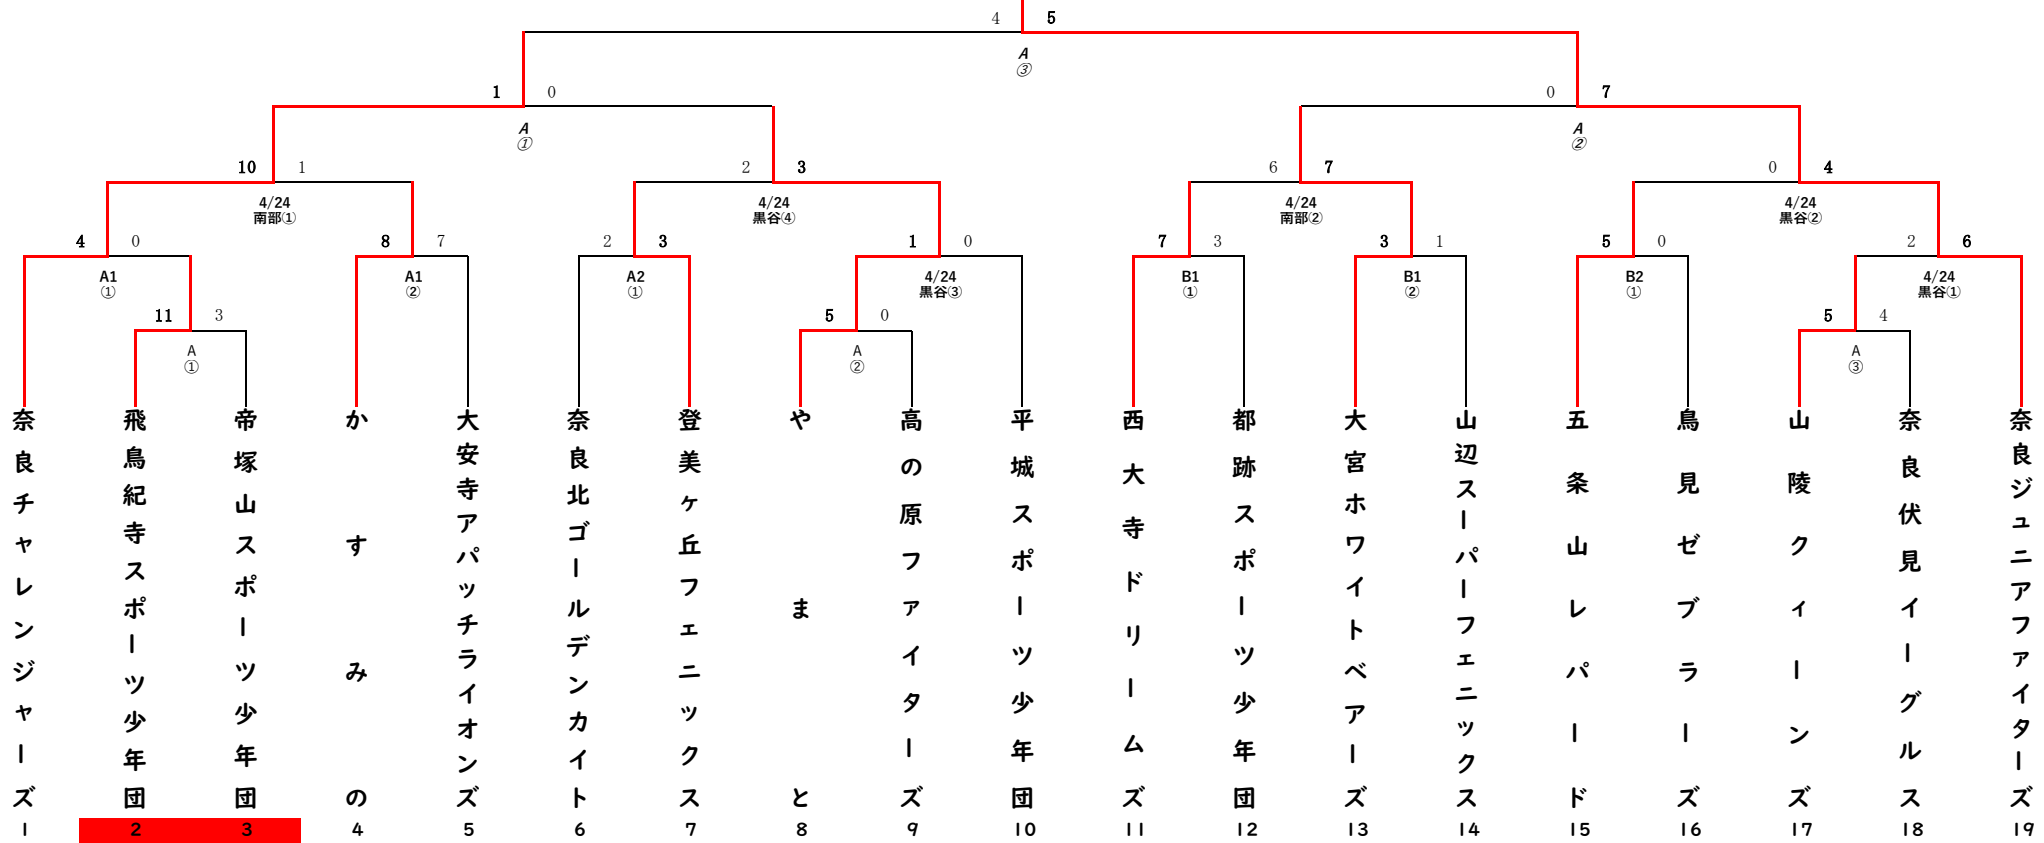 4 5
A
③
1 0
A
①
0 7
A
②
10 1
4/24
南部①
2 3
4/24
黒谷④
6 7
4/24
南部②
0 4
4/24
黒谷②
4 0
A1
①
8 7
A1
②
2 3
A2
①
1 0
4/24
黒谷③
7 3
B1
①
3 1
B1
②
5 0
B2
①
2 6
4/24
黒谷①
11 3
A
①
5 0
A
②
5 4
A
③
奈良チャレンジャーズ
飛鳥紀寺スポーツ少年団
帝塚山スポーツ少年団
かすみの
大安寺アパッチライオンズ
奈良北ゴールデンカイト
登美ヶ丘フェニックス
やまと
高の原ファイターズ
平城スポーツ少年団
西大寺ドリームズ
都跡スポーツ少年団
大宮ホワイトベアーズ
山辺スーパーフェニックス
五条山レパード
鳥見ゼブラーズ
山陵クィーンズ
奈良伏見イーグルス
奈良ジュニアファイターズ
1 2 3 4 5 6 7 8 9 10 11 12 13 14 15 16 17 18 19